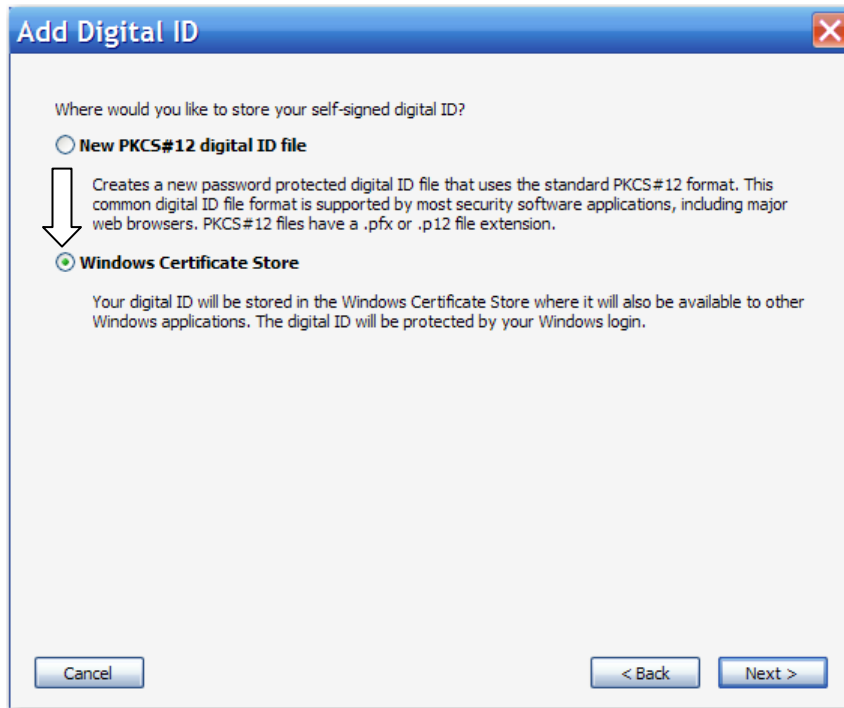 Add Digital ID
Where would you like to store your self-signed digital ID?
New PKCS#12 digital ID file
Creates a new password protected digital ID file that uses the standard PKCS#12 format. This
common digital ID file format is supported by most security software applications, including major
web browsers. PKCS#12 files have a .pfx or .p12 file extension.
Windows Certificate Store
Your digital ID will be stored in the Windows Certificate Store where it will also be available to other
Windows applications. The digital ID will be protected by your Windows login.
Cancel
< Back
Next >